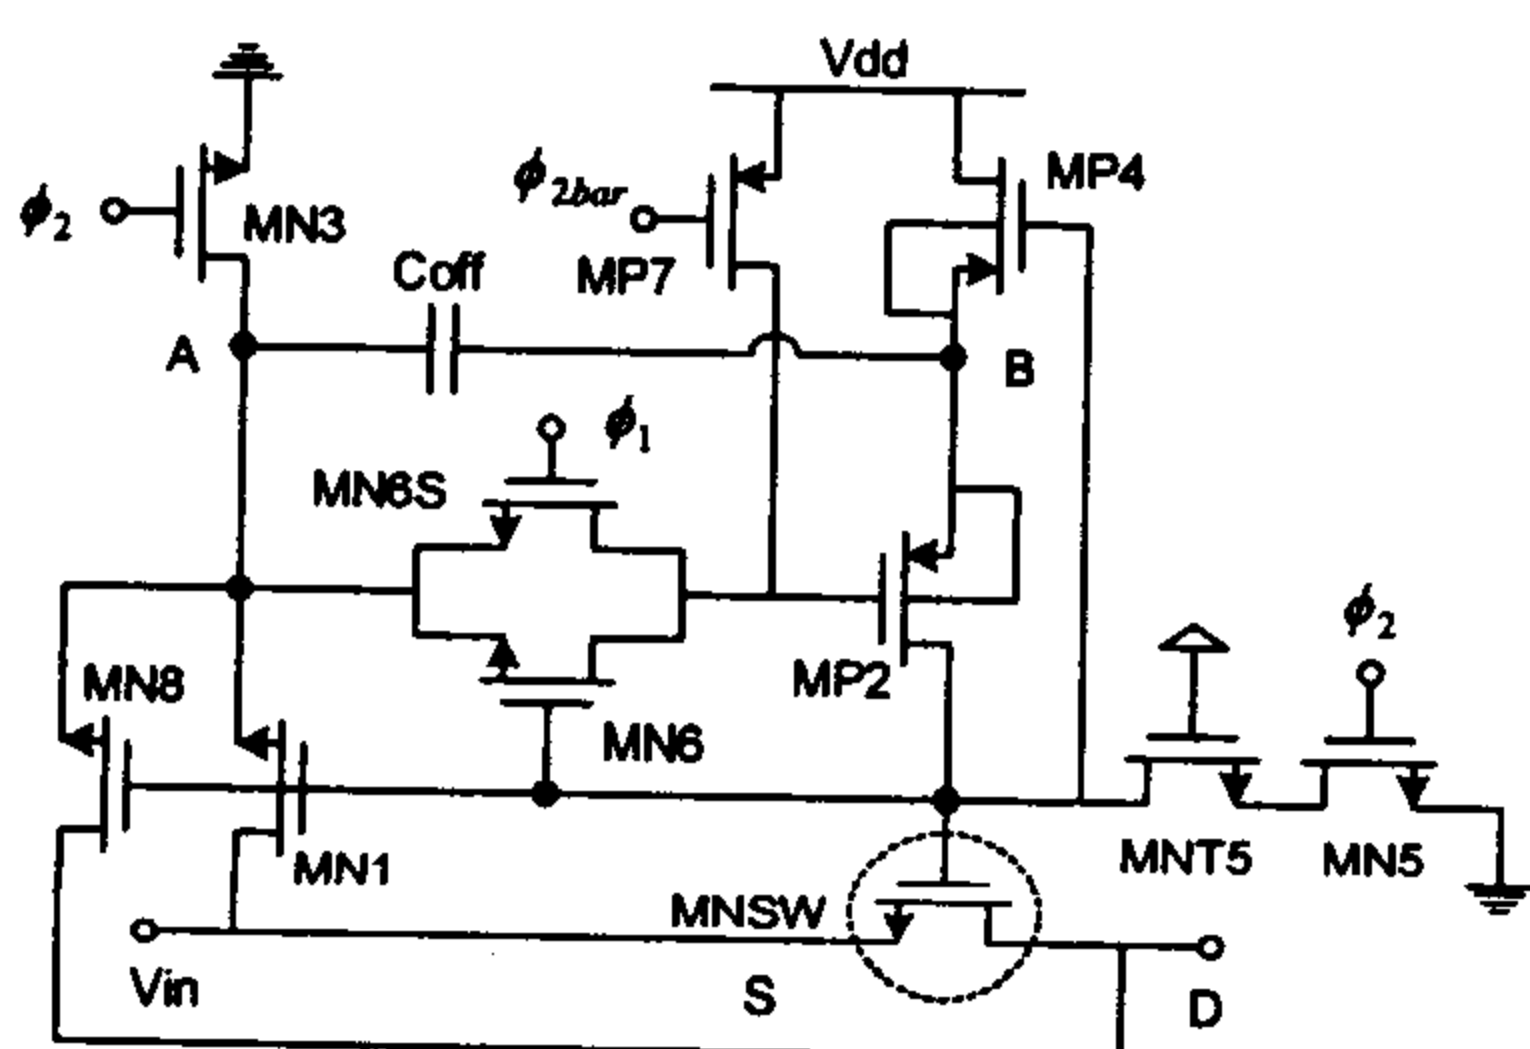 Vdd
MP4
ϕ2bar
ϕ2
MN3
MP7
Coff
A
B
ϕ1
MN6S
ϕ2
MP2
MN8
MN6
MNT5
MN5
MN1
MNSW
Vin
S
D